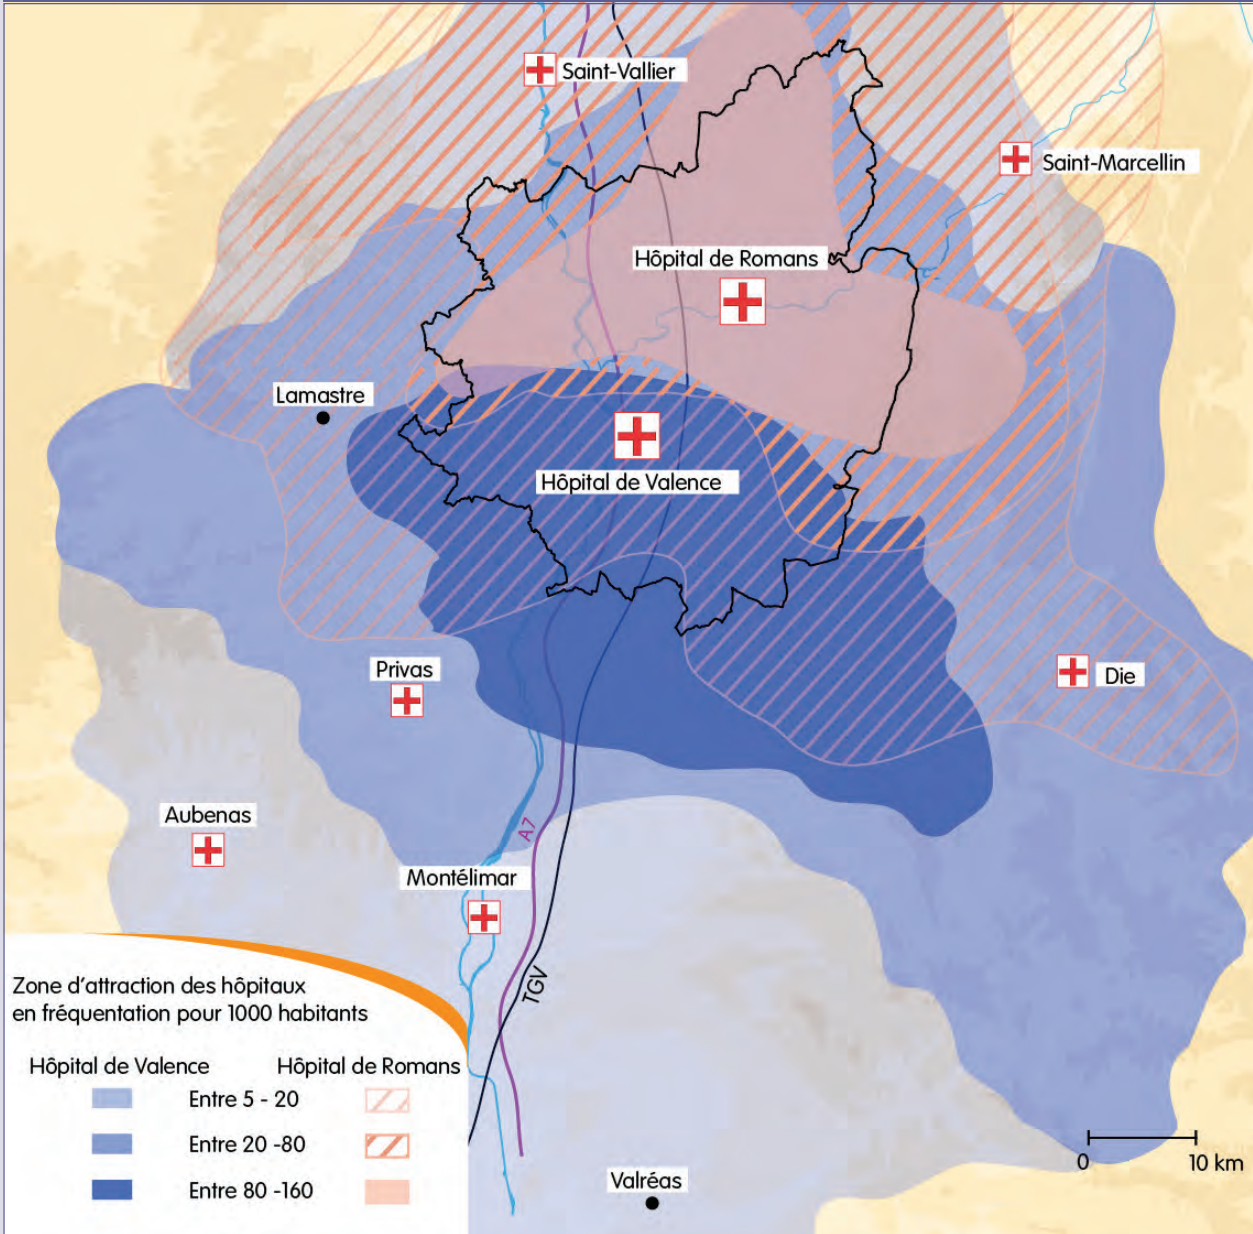 Saint-Vallier
Saint-Marcellin
Hôpital de Romans
Lamastre
Hôpital de Valence
Privas
Die
Aubenas
A7
Montélimar
TGV
Zone d'attraction des hôpitaux
en fréquentation pour 1000 habitants
Hôpital de Valence Hôpital de Romans
Entre 5 - 20
Entre 20 -80
Entre 80 -160
Valréas
0 10 km